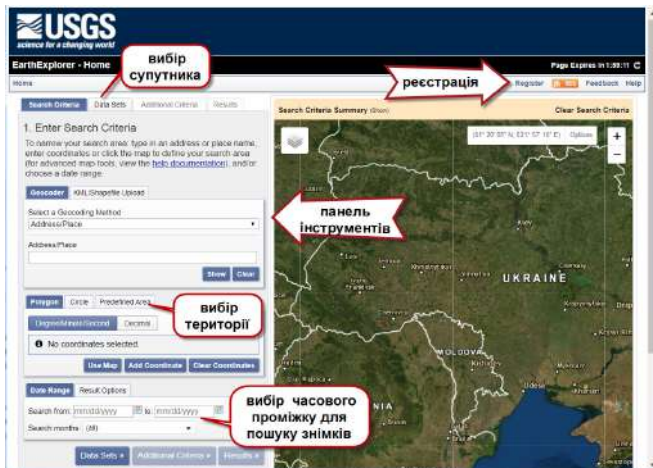 USGS
science for a changing world
EarthExplorer - Home
Page Expires In 1:59:11
Home
вибір
супутника
реєстрація
Register
RSS
Feedback
Help
Search Criteria
Data Sets
Additional Criteria
Results
Search Criteria Summary (Show)
Clear Search Criteria
1. Enter Search Criteria
To narrow your search area: type in an address or place name,
enter coordinates or click the map to define your search area
(for advanced map tools, view the help documentation), and/or
choose a date range.
Geocoder
KML/Shapefile Upload
Select a Geocoding Method
Address/Place
Address/Place
Show
Clear
панель
інструментів
Options
+
−
UKRAINE
MOLDOVA
Odesa
Polygon
Circle
Predefined Area
вибір
території
Degree/Minute/Second
Decimal
No coordinates selected.
Use Map
Add Coordinate
Clear Coordinates
Date Range
Result Options
Search from: mm/dd/yyyy
to: mm/dd/yyyy
Search months: (All)
вибір часового
проміжку для
пошуку знімків
Data Sets »
Additional Criteria »
Results »